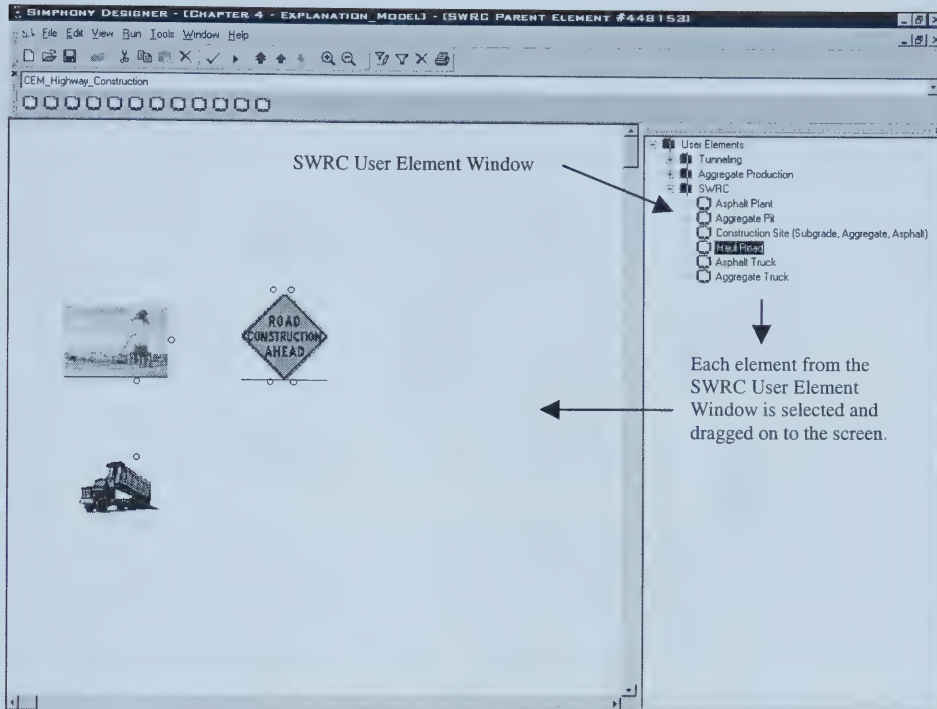 SIMPHONY DESIGNER - [CHAPTER 4 - EXPLANATION_MODEL] - [SWRC PARENT ELEMENT #448153]
File Edit View Run Tools Window Help
CEM_Highway_Construction
SWRC User Element Window
User Elements
Tunneling
Aggregate Production
SWRC
Asphalt Plant
Aggregate Pit
Construction Site (Subgrade, Aggregate, Asphalt)
Haul Road
Asphalt Truck
Aggregate Truck
ROAD
CONSTRUCTION
AHEAD
Each element from the
SWRC User Element
Window is selected and
dragged on to the screen.